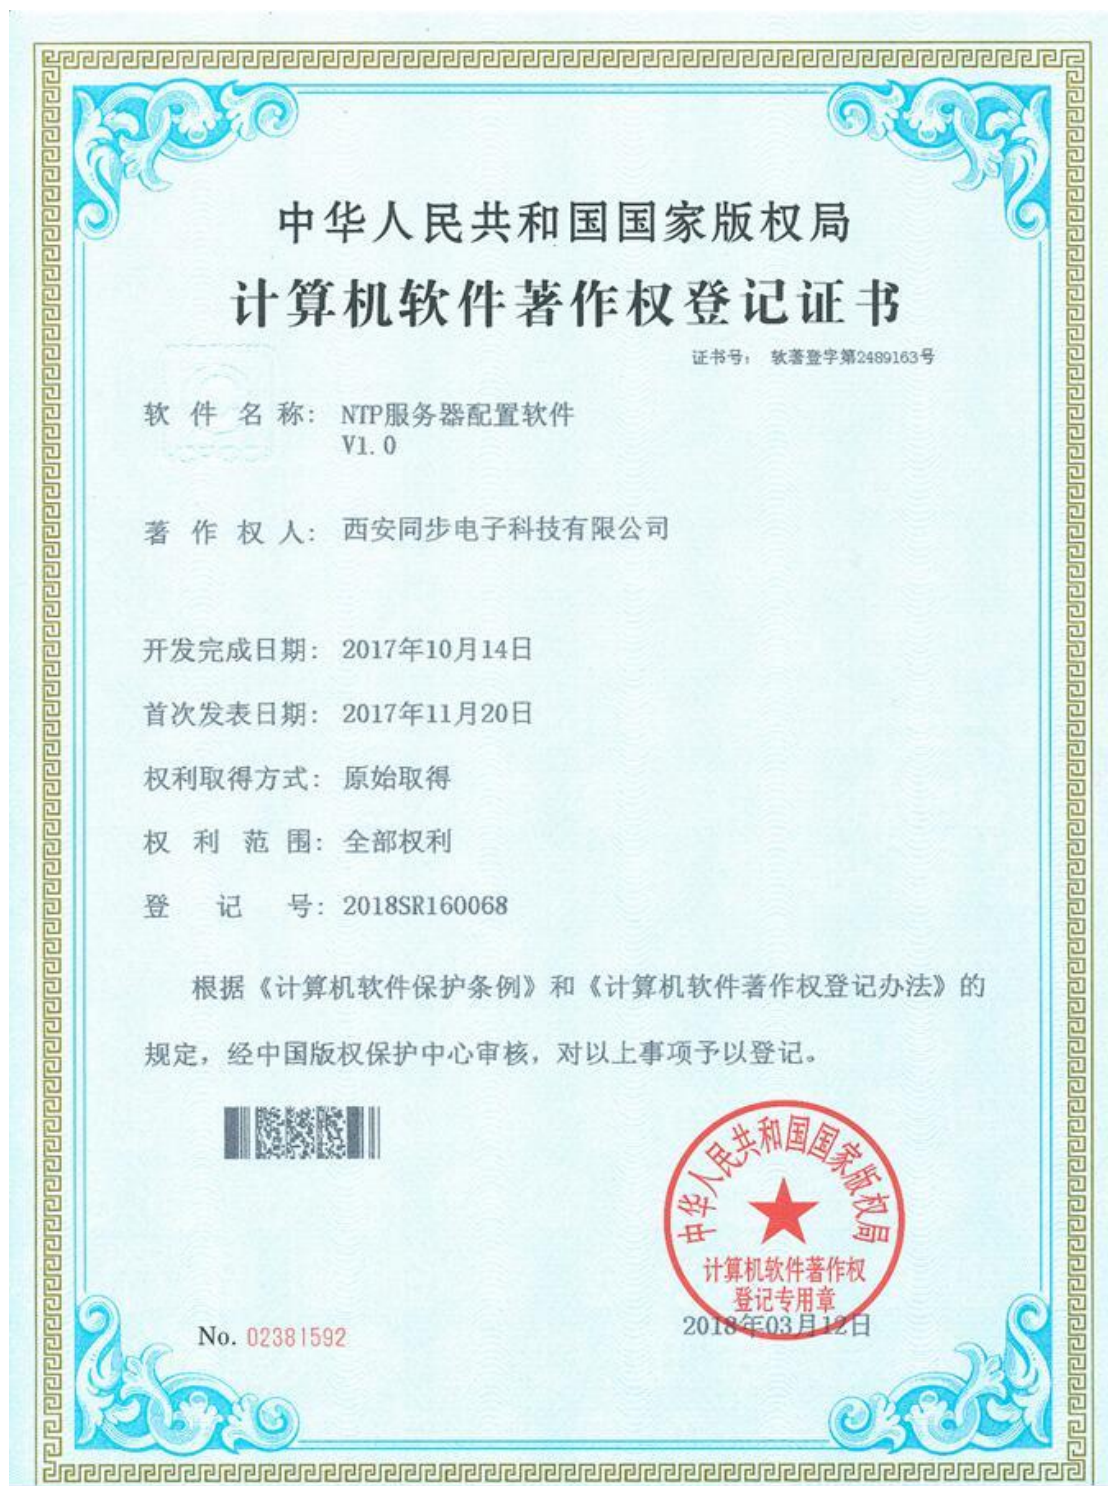 中华人民共和国国家版权局
计算机软件著作权登记证书
证书号： 软著登字第2489163号
软件名称： NTP服务器配置软件
V1.0
著作权人： 西安同步电子科技有限公司
开发完成日期： 2017年10月14日
首次发表日期： 2017年11月20日
权利取得方式： 原始取得
权利范围： 全部权利
登记号： 2018SR160068
根据《计算机软件保护条例》和《计算机软件著作权登记办法》的
规定，经中国版权保护中心审核，对以上事项予以登记。
中华人民共和国国家版权局
计算机软件著作权
登记专用章
No. 02381592
2018年03月12日